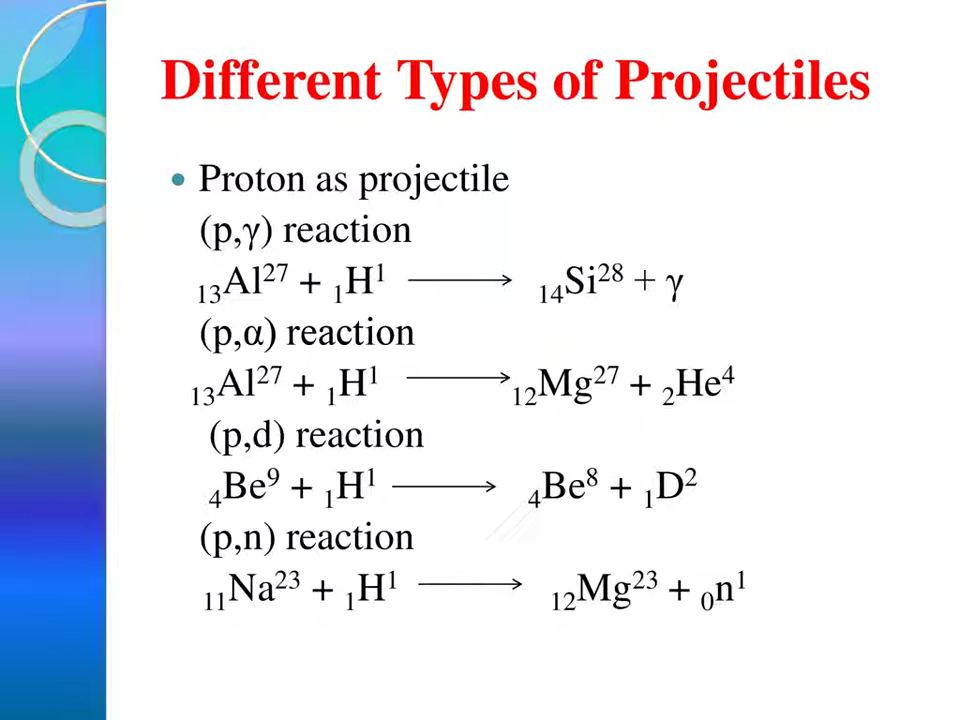 Different Types of Projectiles
• Proton as projectile
(p,γ) reaction
₁₃Al²⁷ + ₁H¹ ⟶ ₁₄Si²⁸ + γ
(p,α) reaction
₁₃Al²⁷ + ₁H¹ ⟶ ₁₂Mg²⁷ + ₂He⁴
(p,d) reaction
₄Be⁹ + ₁H¹ ⟶ ₄Be⁸ + ₁D²
(p,n) reaction
₁₁Na²³ + ₁H¹ ⟶ ₁₂Mg²³ + ₀n¹